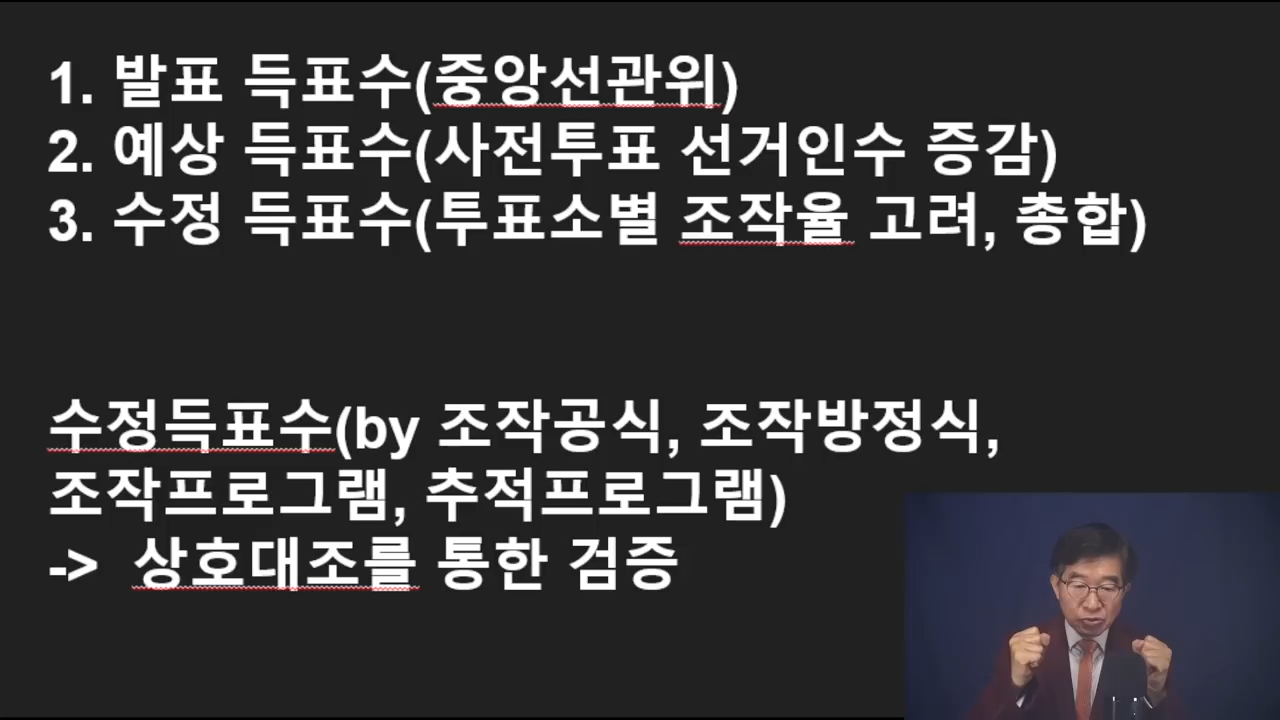 1. 발표 득표수(중앙선관위)
2. 예상 득표수(사전투표 선거인수 증감)
3. 수정 득표수(투표소별 조작율 고려, 총합)
수정득표수(by 조작공식, 조작방정식,
조작프로그램, 추적프로그램)
-> 상호대조를 통한 검증